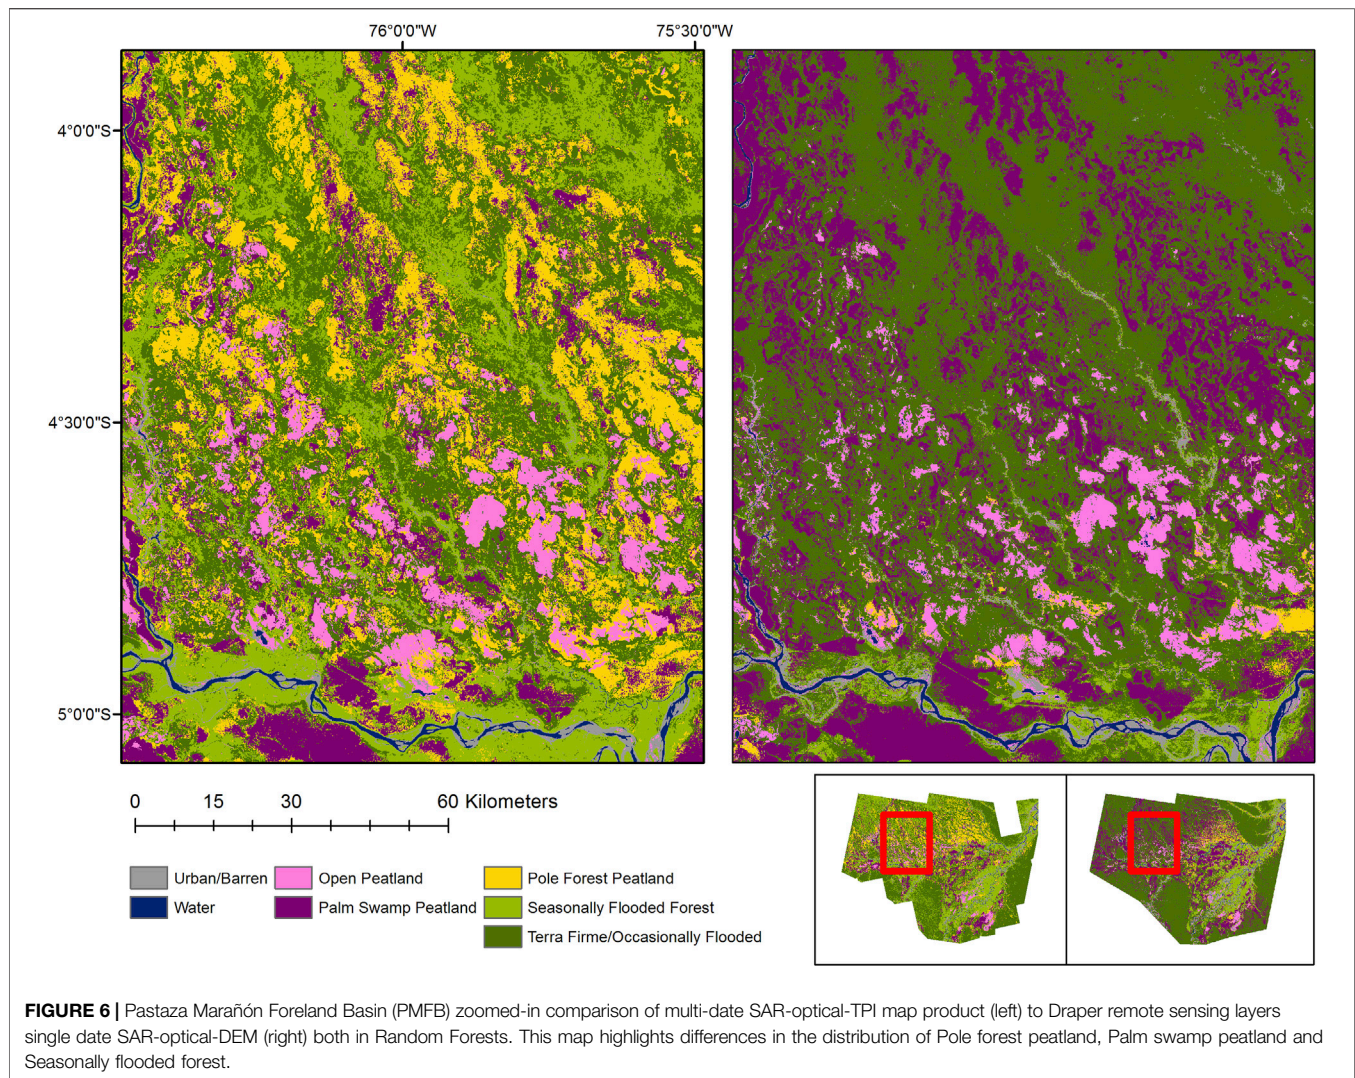 76°0'0"W
75°30'0"W
4°0'0"S
4°30'0"S
5°0'0"S
0 15 30 60 Kilometers
Urban/Barren
Open Peatland
Pole Forest Peatland
Water
Palm Swamp Peatland
Seasonally Flooded Forest
Terra Firme/Occasionally Flooded
FIGURE 6 | Pastaza Marañón Foreland Basin (PMFB) zoomed-in comparison of multi-date SAR-optical-TPI map product (left) to Draper remote sensing layers
single date SAR-optical-DEM (right) both in Random Forests. This map highlights differences in the distribution of Pole forest peatland, Palm swamp peatland and
Seasonally flooded forest.